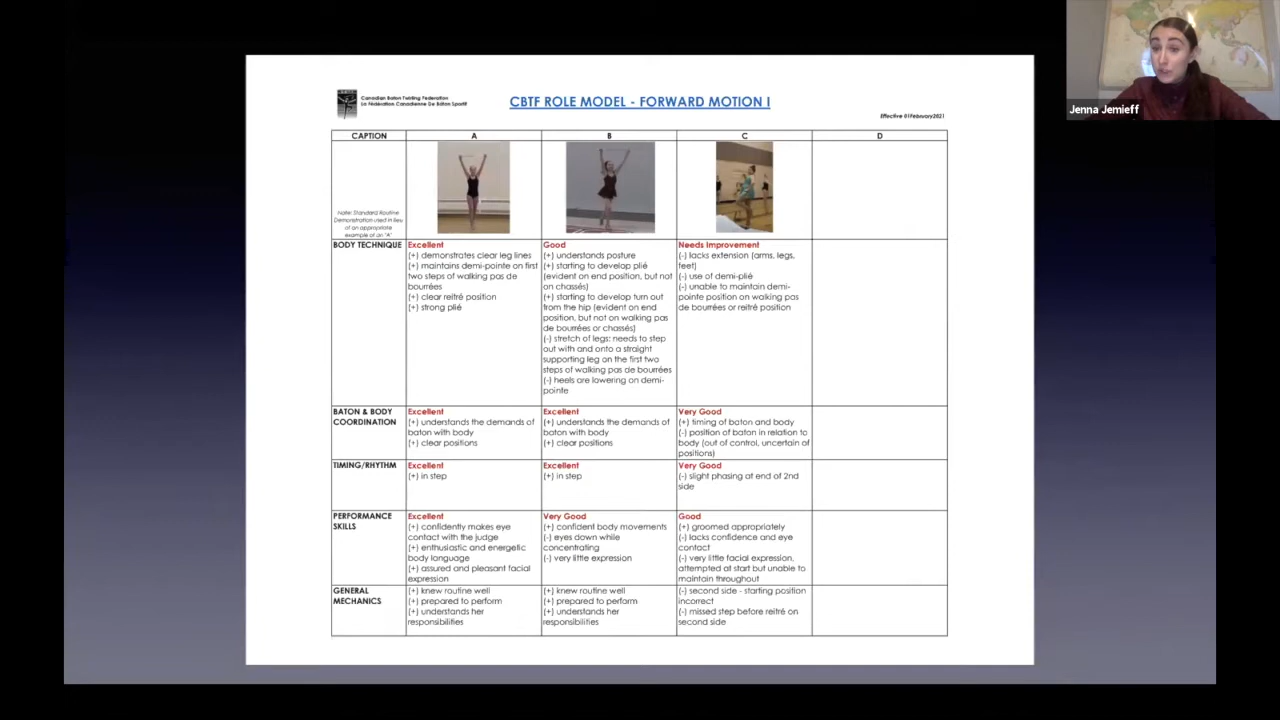 Canadian Baton Twirling Federation
La Fédération Canadienne De Bâton Sportif
CBTF ROLE MODEL - FORWARD MOTION I
Effective 01February2021
Jenna Jemieff
CAPTION
A
B
C
D
Note: Standard Routine
Demonstration used in lieu
of an appropriate
example of an "A"
BODY TECHNIQUE
Excellent
(+) demonstrates clear leg lines
(+) maintains demi-pointe on first
two steps of walking pas de
bourrées
(+) clear reitré position
(+) strong plié
Good
(+) understands posture
(+) starting to develop plié
(evident on end position, but not
on chassés)
(+) starting to develop turn out
from the hip (evident on end
position, but not on walking pas
de bourrées or chassés)
(-) stretch of legs: needs to step
out with and onto a straight
supporting leg on the first two
steps of walking pas de bourrées
(-) heels are lowering on demi-
pointe
Needs Improvement
(-) lacks extension (arms, legs,
feet)
(-) use of demi-plié
(-) unable to maintain demi-
pointe position on walking pas
de bourrées or reitré position
BATON & BODY
COORDINATION
Excellent
(+) understands the demands of
baton with body
(+) clear positions
Excellent
(+) understands the demands of
baton with body
(+) clear positions
Very Good
(+) timing of baton and body
(-) position of baton in relation to
body (out of control, uncertain of
positions)
TIMING/RHYTHM
Excellent
(+) in step
Excellent
(+) in step
Very Good
(-) slight phasing at end of 2nd
side
PERFORMANCE
SKILLS
Excellent
(+) confidently makes eye
contact with the judge
(+) enthusiastic and energetic
body language
(+) assured and pleasant facial
expression
Very Good
(+) confident body movements
(-) eyes down while
concentrating
(-) very little expression
Good
(+) groomed appropriately
(-) lacks confidence and eye
contact
(-) very little facial expression,
attempted at start but unable to
maintain throughout
GENERAL
MECHANICS
(+) knew routine well
(+) prepared to perform
(+) understands her
responsibilities
(+) knew routine well
(+) prepared to perform
(+) understands her
responsibilities
(-) second side - starting position
incorrect
(-) missed step before reitré on
second side